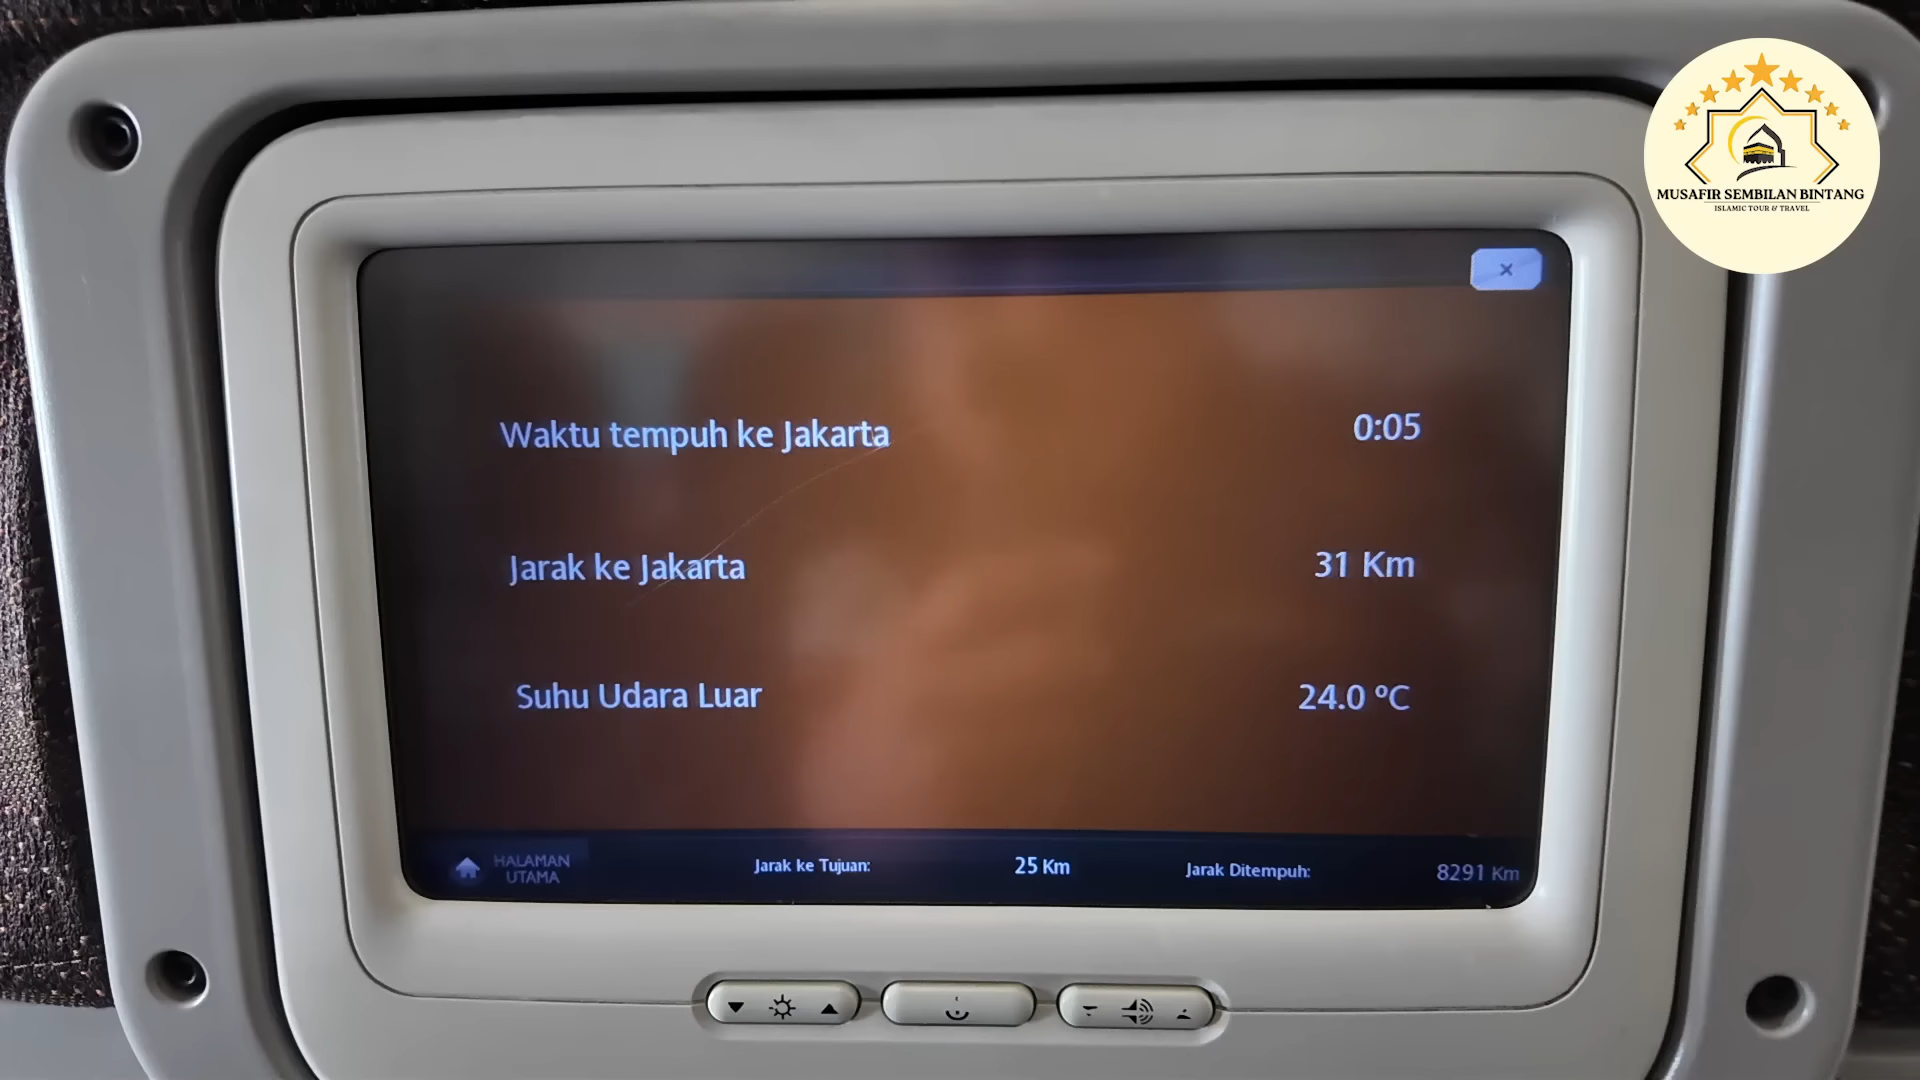 MUSAFIR SEMBILAN BINTANG
ISLAMIC TOUR & TRAVEL
×
Waktu tempuh ke Jakarta 0:05
Jarak ke Jakarta 31 Km
Suhu Udara Luar 24.0 ºC
HALAMAN
UTAMA
Jarak ke Tujuan: 25 Km Jarak Ditempuh: 8291 Km